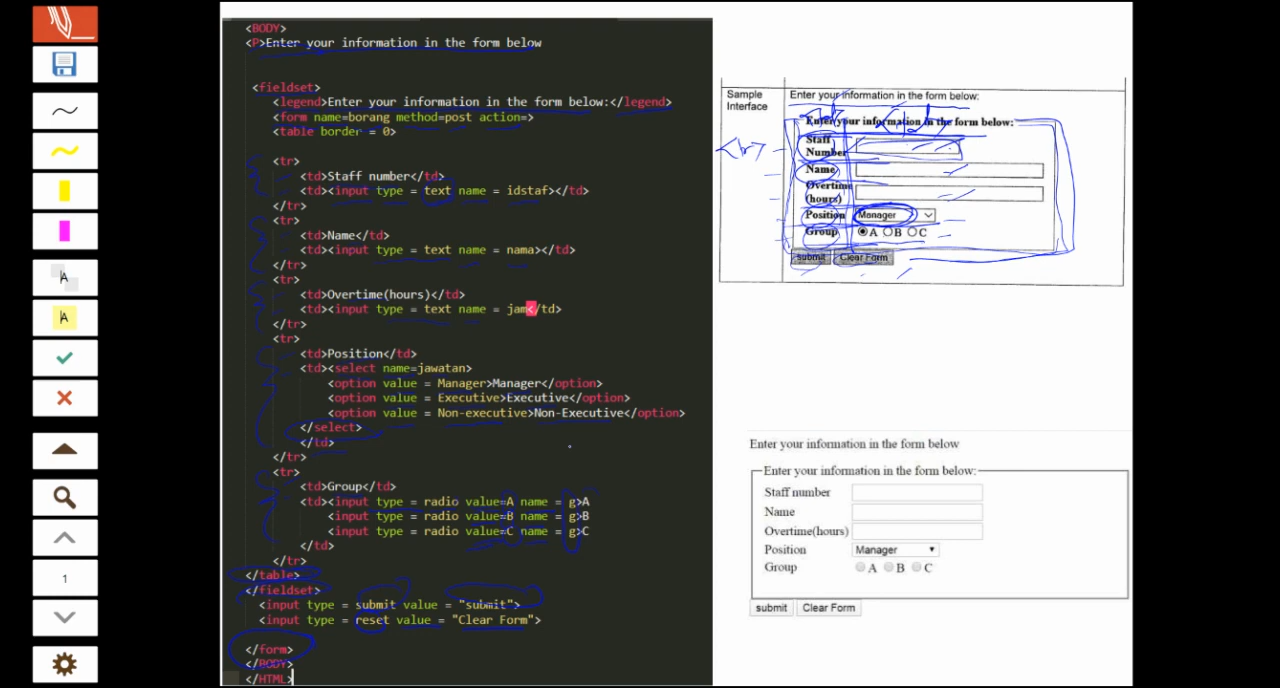 <BODY>
<P>Enter your information in the form below
<fieldset>
<legend>Enter your information in the form below:</legend>
<form name=borang method=post action=>
<table border = 0>
<tr>
<td>Staff number</td>
<td><input type = text name = idstaf></td>
</tr>
<tr>
<td>Name</td>
<td><input type = text name = nama></td>
</tr>
<tr>
<td>Overtime(hours)</td>
<td><input type = text name = jam</td>
</tr>
<tr>
<td>Position</td>
<td><select name=jawatan>
<option value = Manager>Manager</option>
<option value = Executive>Executive</option>
<option value = Non-executive>Non-Executive</option>
</select>
</td>
</tr>
<tr>
<td>Group</td>
<td><input type = radio value=A name = g>A
<input type = radio value=B name = g>B
<input type = radio value=C name = g>C
</td>
</tr>
</table>
</fieldset>
<input type = submit value = "submit">
<input type = reset value = "Clear Form">
</form>
</BODY>
</HTML>
Sample
Interface
Enter your information in the form below:
Enter your information in the form below:
Staff
Number
Name
Overtime
(hours)
Position
Manager
Group
A B C
submit
Clear Form
<br>
Enter your information in the form below
Enter your information in the form below:
Staff number
Name
Overtime(hours)
Position
Manager
Group
A B C
submit
Clear Form
A
A
1